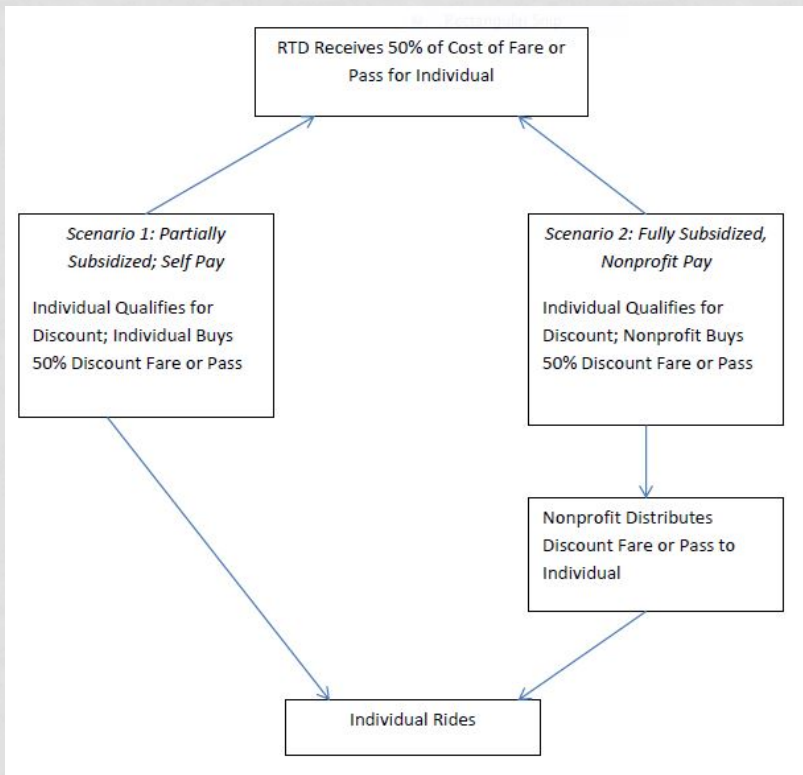 RTD Receives 50% of Cost of Fare or
Pass for Individual
Scenario 1: Partially
Subsidized; Self Pay
Individual Qualifies for
Discount; Individual Buys
50% Discount Fare or Pass
Scenario 2: Fully Subsidized,
Nonprofit Pay
Individual Qualifies for
Discount; Nonprofit Buys
50% Discount Fare or Pass
Nonprofit Distributes
Discount Fare or Pass to
Individual
Individual Rides